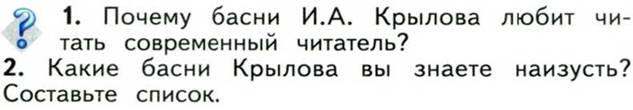 1. Почему басни И.А. Крылова любит чи-
тать современный читатель?
2. Какие басни Крылова вы знаете наизусть?
Составьте список.